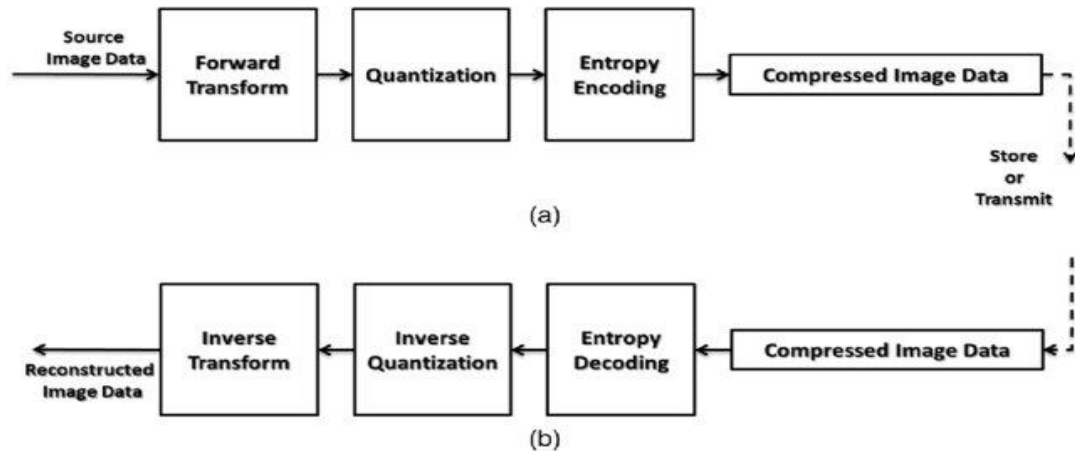 Source
Image Data
Forward
Transform
Quantization
Entropy
Encoding
Compressed Image Data
Store
or
Transmit
(a)
Inverse
Transform
Inverse
Quantization
Entropy
Decoding
Compressed Image Data
Reconstructed
Image Data
(b)